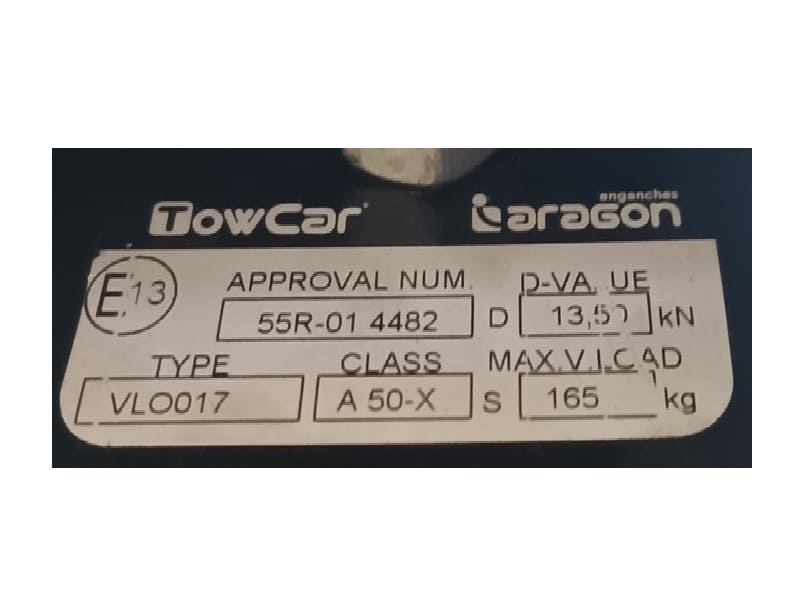 TowCar enganches aragon
E 13 APPROVAL NUM. D-VA UE
55R-01 4482 D 13,50 kN
TYPE CLASS MAX.V.LCAD
VLO017 A 50-X S 165 kg